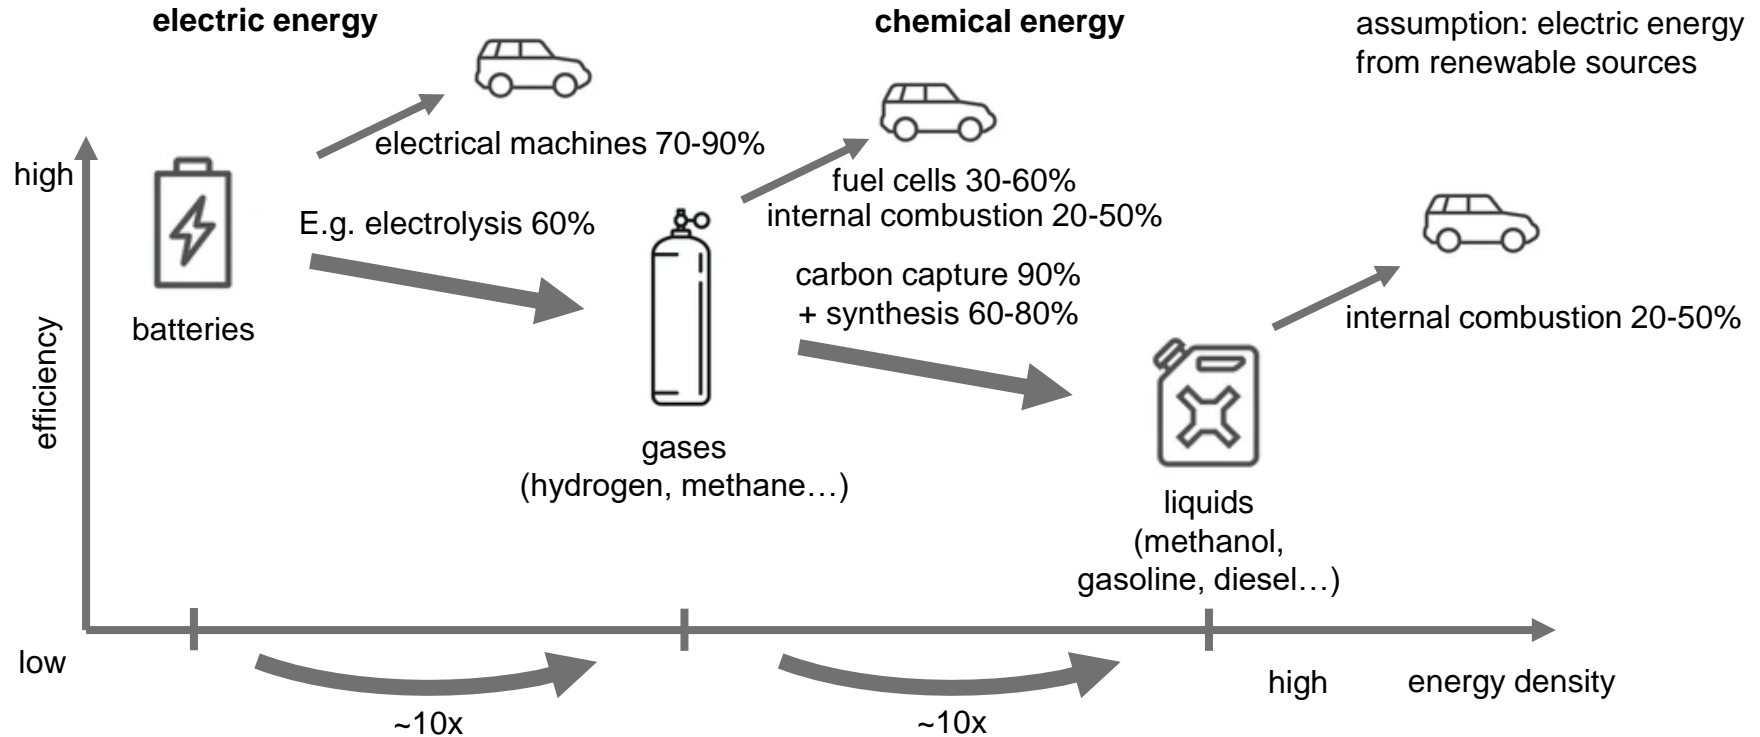 electric energy
chemical energy
assumption: electric energy
from renewable sources
electrical machines 70-90%
high
fuel cells 30-60%
internal combustion 20-50%
E.g. electrolysis 60%
carbon capture 90%
+ synthesis 60-80%
internal combustion 20-50%
batteries
efficiency
gases
(hydrogen, methane…)
liquids
(methanol,
gasoline, diesel…)
low
high
energy density
~10x
~10x